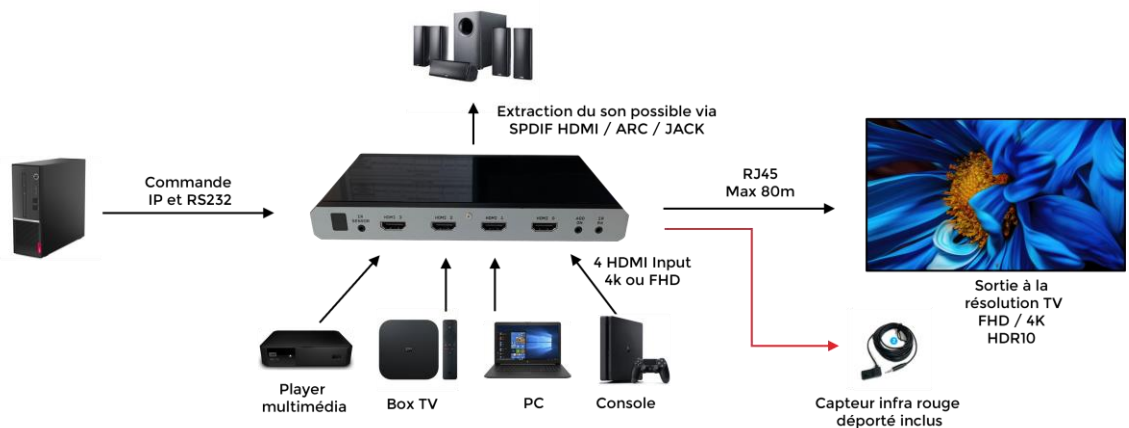 Extraction du son possible via
SPDIF HDMI / ARC / JACK
Commande
IP et RS232
RJ45
Max 80m
IR
SENSOR
4 HDMI Input
4k ou FHD
Sortie à la
résolution TV
FHD / 4K
HDR10
Player
multimédia
Box TV
PC
Console
Capteur infra rouge
déporté inclus